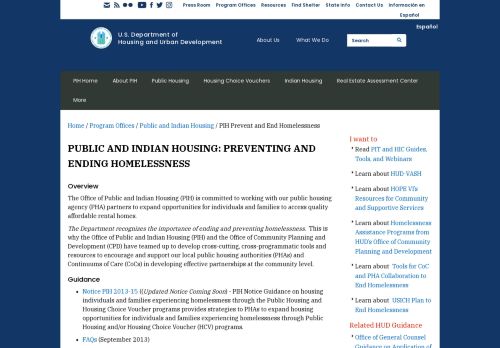 Press Room Program Offices Resources Find Shelter State Info Contact Us Información en Español
Español
U.S. Department of
Housing and Urban Development
About Us What We Do
Search
PIH Home About PIH Public Housing Housing Choice Vouchers Indian Housing Real Estate Assessment Center
More
Home / Program Offices / Public and Indian Housing / PIH Prevent and End Homelessness
PUBLIC AND INDIAN HOUSING: PREVENTING AND
ENDING HOMELESSNESS
Overview
The Office of Public and Indian Housing (PIH) is committed to working with our public housing
agency (PHA) partners to expand opportunities for individuals and families to access quality
affordable rental homes.
The Department recognizes the importance of ending and preventing homelessness. This is
why the Office of Public and Indian Housing (PIH) and the Office of Community Planning and
Development (CPD) have teamed up to develop cross-cutting, cross-programmatic tools and
resources to encourage and support our local public housing authorities (PHAs) and
Continuums of Care (CoCs) in developing effective partnerships at the community level.
Guidance
• Notice PIH 2013-15 (Updated Notice Coming Soon) - PIH Notice Guidance on housing
individuals and families experiencing homelessness through the Public Housing and
Housing Choice Voucher programs provides strategies to PHAs to expand housing
opportunities for individuals and families experiencing homelessness through Public
Housing and/or Housing Choice Voucher (HCV) programs.
• FAQs (September 2013)
I want to
• Read PIT and HIC Guides,
Tools, and Webinars
• Learn about HUD-VASH
• Learn about HOPE VI's
Resources for Community
and Supportive Services
• Learn about Homelessness
Assistance Programs from
HUD's Office of Community
Planning and Development
• Learn about Tools for CoC
and PHA Collaboration to
End Homelessness
• Learn about USICH Plan to
End Homelessness
Related HUD Guidance
• Office of General Counsel
Guidance on Application of